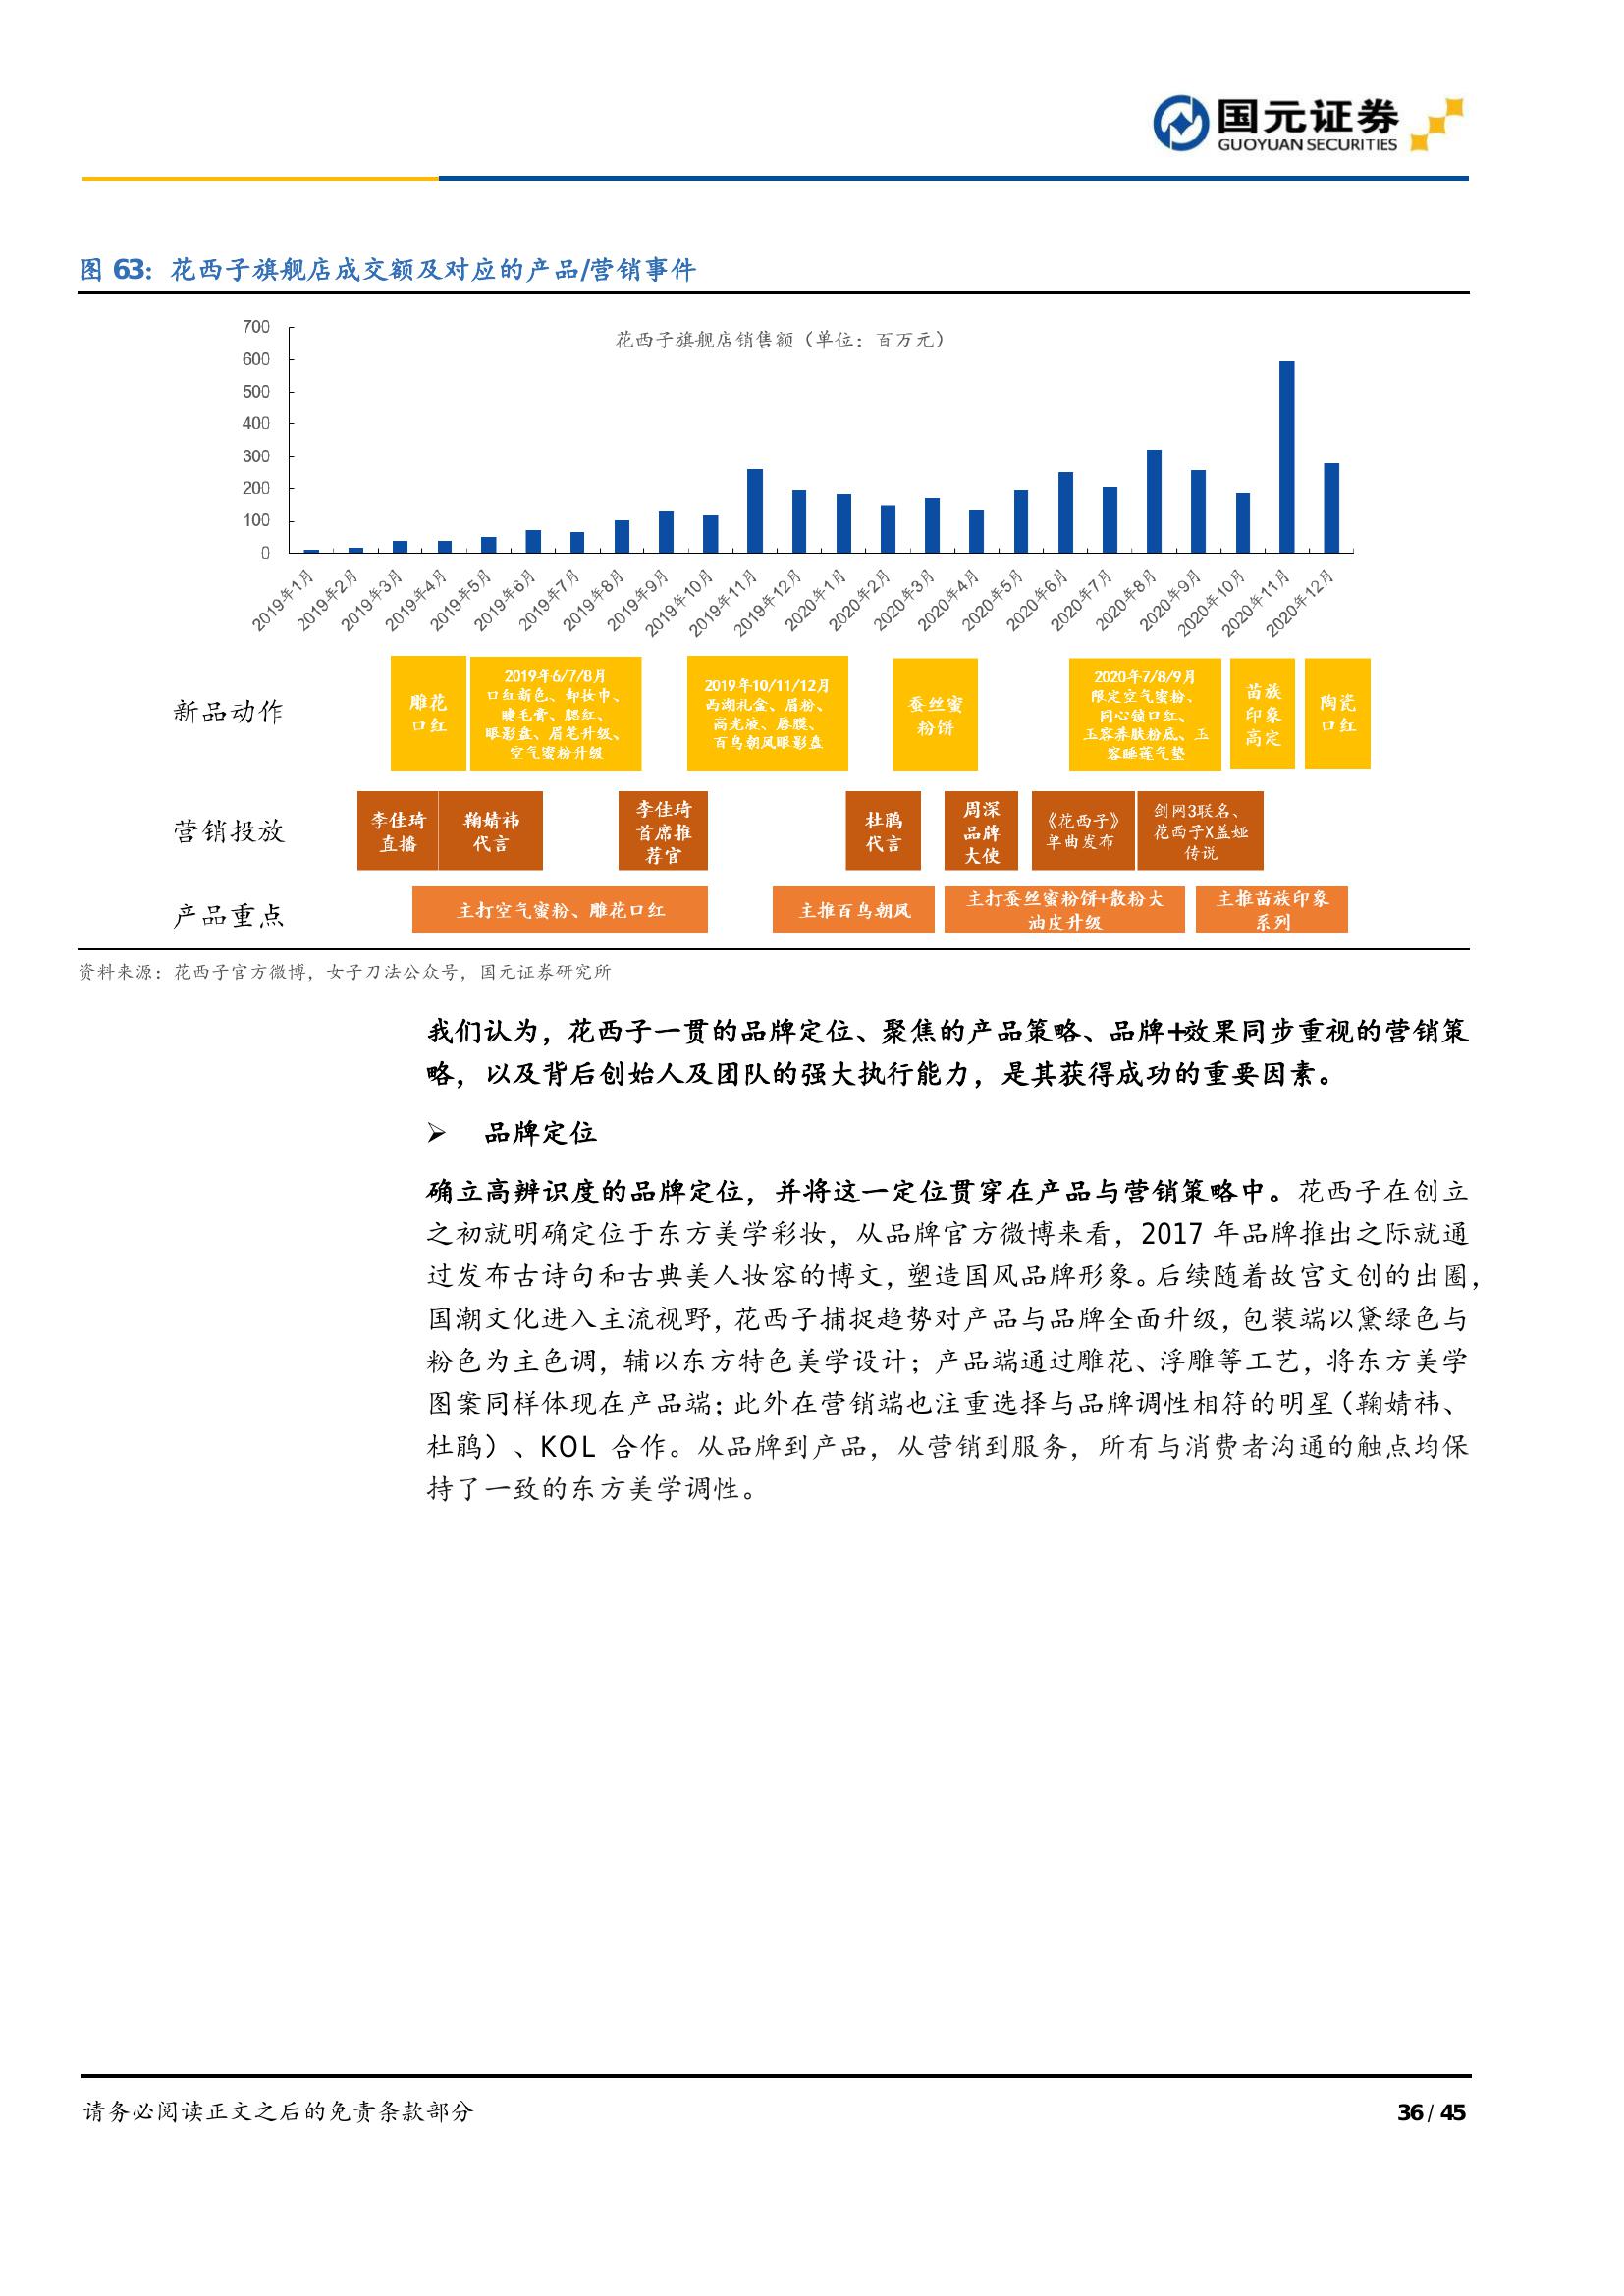 国元证券
GUOYUAN SECURITIES
图 63：花西子旗舰店成交额及对应的产品/营销事件
花西子旗舰店销售额（单位：百万元）
700
600
500
400
300
200
100
0
2019年1月
2019年2月
2019年3月
2019年4月
2019年5月
2019年6月
2019年7月
2019年8月
2019年9月
2019年10月
2019年11月
2019年12月
2020年1月
2020年2月
2020年3月
2020年4月
2020年5月
2020年6月
2020年7月
2020年8月
2020年9月
2020年10月
2020年11月
2020年12月
新品动作
雕花
口红
2019年6/7/8月
口红新色、卸妆巾、
睫毛膏、腮红、
眼影盘、眉笔升级、
空气蜜粉升级
2019年10/11/12月
西湖礼盒、眉粉、
高光液、唇膜、
百鸟朝凤眼影盘
蚕丝蜜
粉饼
2020年7/8/9月
限定空气蜜粉、
同心锁口红、
玉容养肤粉底、玉
容睡莲气垫
苗族
印象
高定
陶瓷
口红
营销投放
李佳琦
直播
鞠婧祎
代言
李佳琦
首席推
荐官
杜鹃
代言
周深
品牌
大使
《花西子》
单曲发布
剑网3联名、
花西子X盖娅
传说
产品重点
主打空气蜜粉、雕花口红
主推百鸟朝凤
主打蚕丝蜜粉饼+散粉大
油皮升级
主推苗族印象
系列
资料来源：花西子官方微博，女子刀法公众号，国元证券研究所
我们认为，花西子一贯的品牌定位、聚焦的产品策略、品牌+效果同步重视的营销策
略，以及背后创始人及团队的强大执行能力，是其获得成功的重要因素。
➢ 品牌定位
确立高辨识度的品牌定位，并将这一定位贯穿在产品与营销策略中。花西子在创立
之初就明确定位于东方美学彩妆，从品牌官方微博来看，2017 年品牌推出之际就通
过发布古诗句和古典美人妆容的博文，塑造国风品牌形象。后续随着故宫文创的出圈，
国潮文化进入主流视野，花西子捕捉趋势对产品与品牌全面升级，包装端以黛绿色与
粉色为主色调，辅以东方特色美学设计；产品端通过雕花、浮雕等工艺，将东方美学
图案同样体现在产品端；此外在营销端也注重选择与品牌调性相符的明星（鞠婧祎、
杜鹃）、KOL 合作。从品牌到产品，从营销到服务，所有与消费者沟通的触点均保
持了一致的东方美学调性。
请务必阅读正文之后的免责条款部分
36 / 45